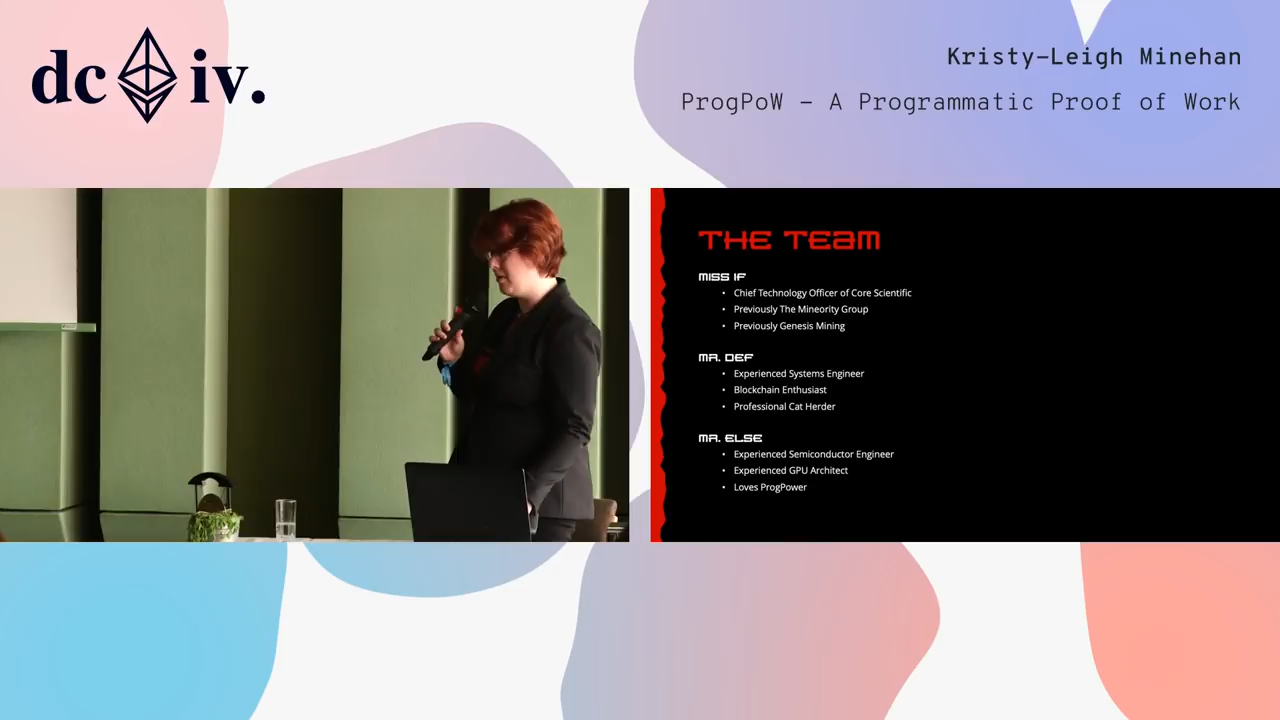 dc iv.
Kristy-Leigh Minehan
ProgPoW - A Programmatic Proof of Work
THE TEAM
MISS IF
• Chief Technology Officer of Core Scientific
• Previously The Mineority Group
• Previously Genesis Mining
MR. DEF
• Experienced Systems Engineer
• Blockchain Enthusiast
• Professional Cat Herder
MR. ELSE
• Experienced Semiconductor Engineer
• Experienced GPU Architect
• Loves ProgPower